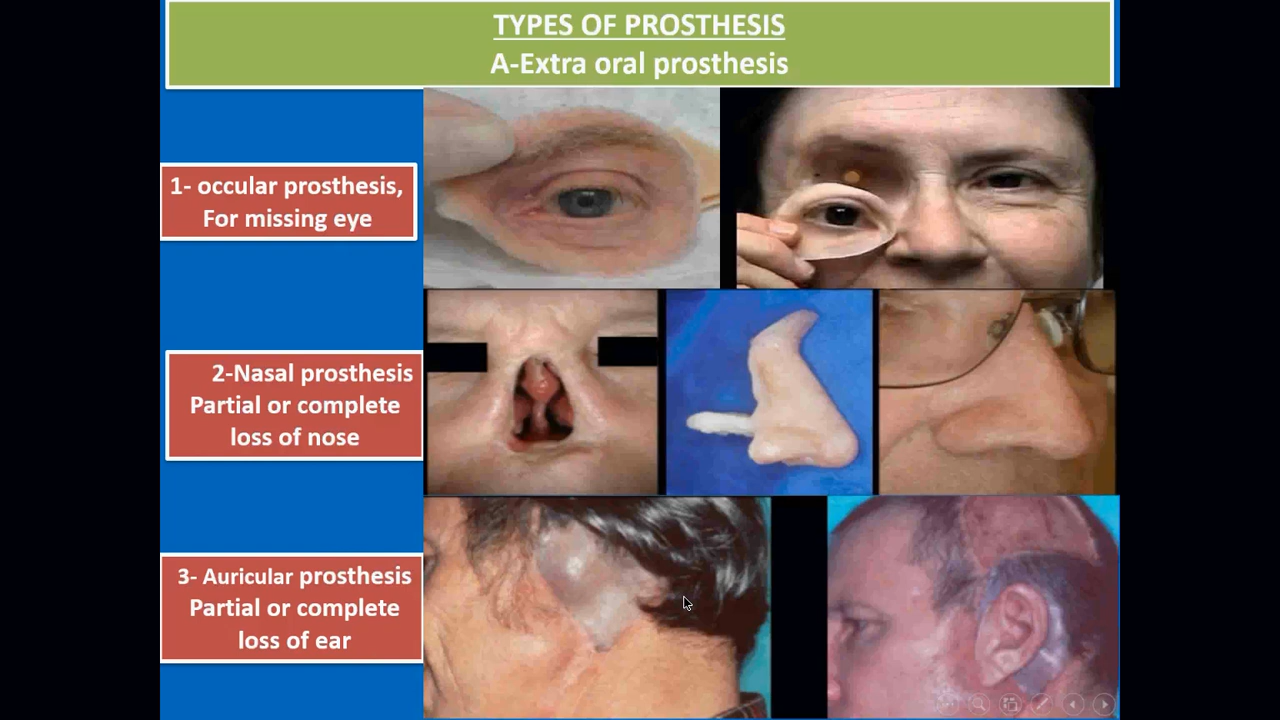 TYPES OF PROSTHESIS
A-Extra oral prosthesis
1- occular prosthesis,
For missing eye
2-Nasal prosthesis
Partial or complete
loss of nose
3- Auricular prosthesis
Partial or complete
loss of ear